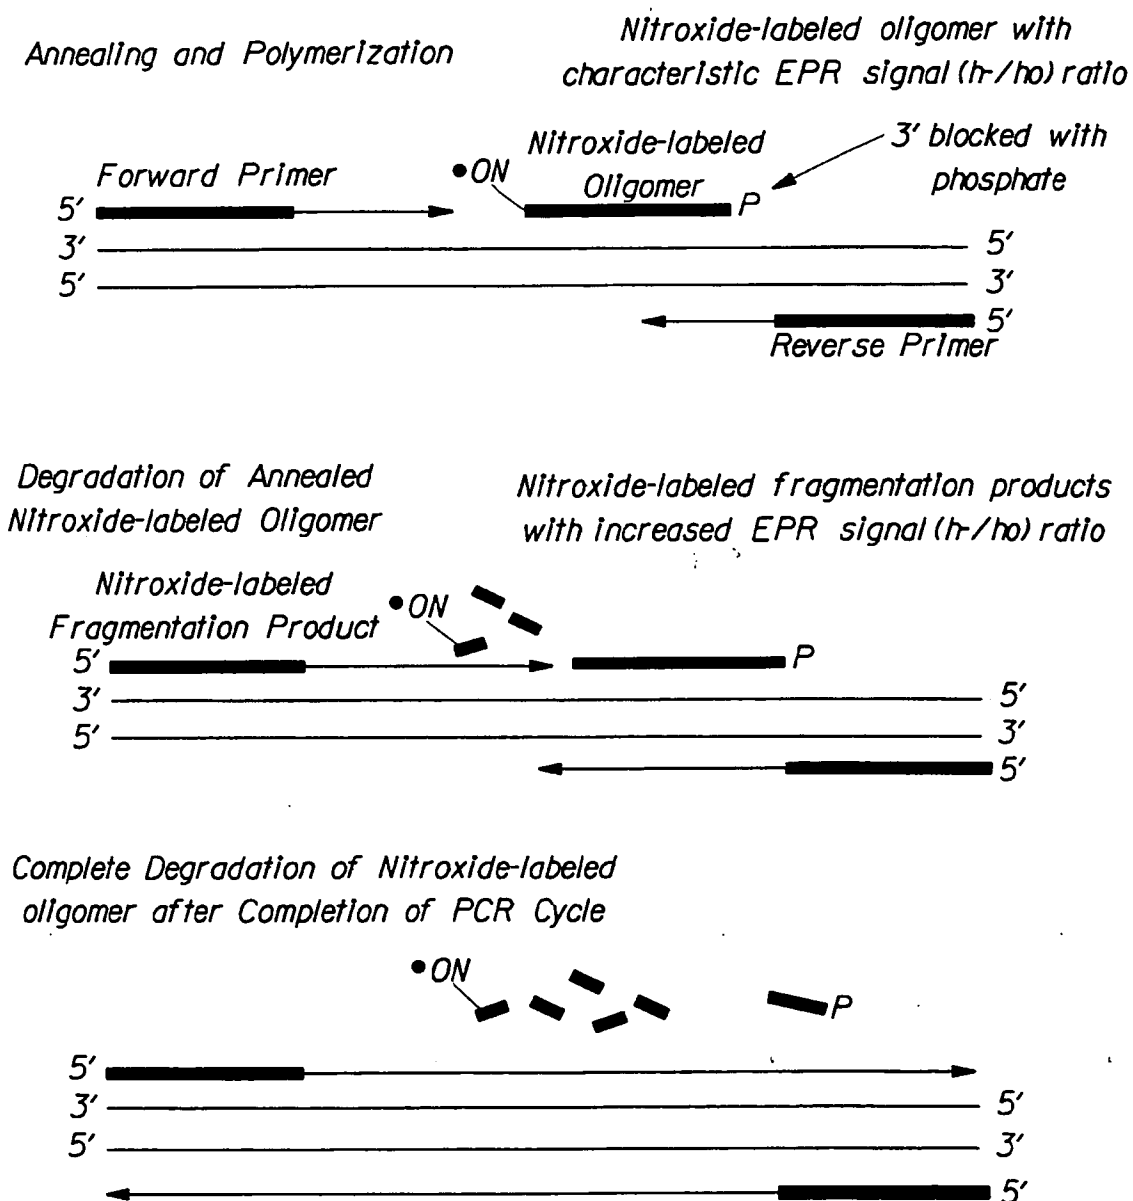 Annealing and Polymerization
Nitroxide-labeled oligomer with
characteristic EPR signal (h-/ho) ratio
Forward Primer
•ON
Nitroxide-labeled
Oligomer
P
3' blocked with
phosphate
5'
3' 5'
5' 3'
5'
Reverse Primer
Degradation of Annealed
Nitroxide-labeled Oligomer
Nitroxide-labeled fragmentation products
with increased EPR signal (h-/ho) ratio
Nitroxide-labeled
Fragmentation Product
•ON
5' P
3' 5'
5' 3'
5'
Complete Degradation of Nitroxide-labeled
oligomer after Completion of PCR Cycle
•ON
P
5'
3' 5'
5' 3'
5'